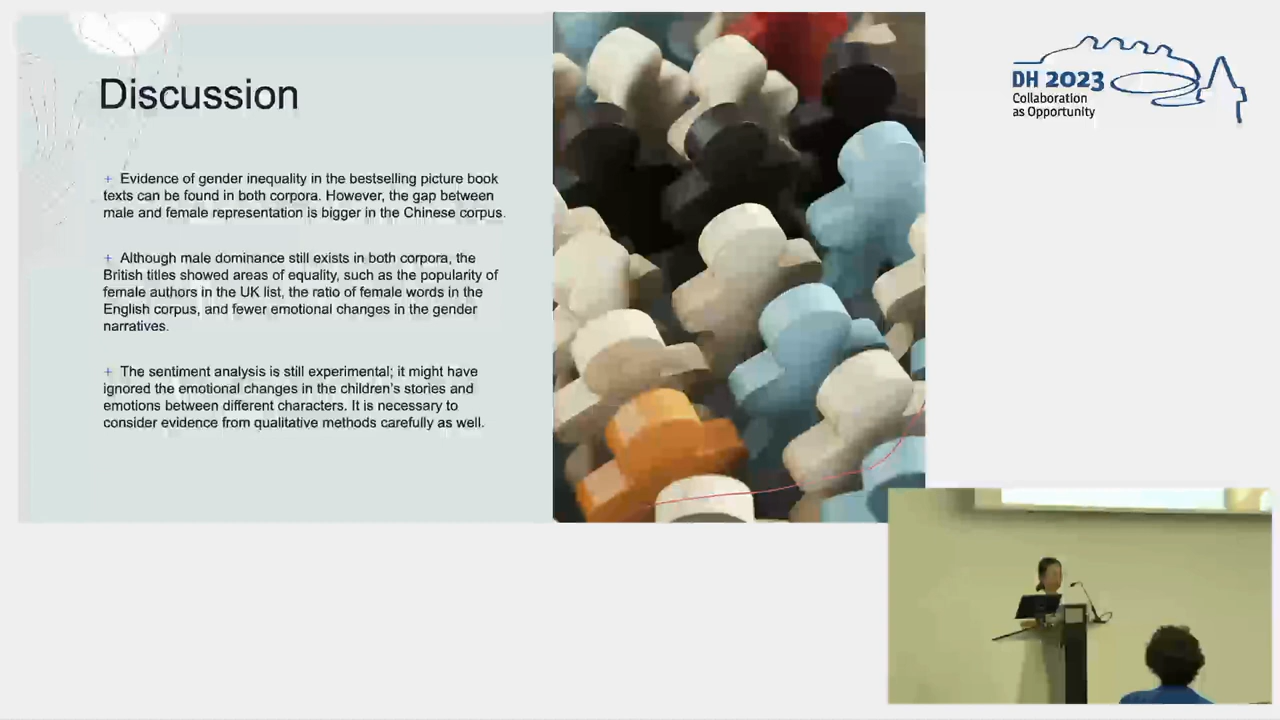 Discussion
+ Evidence of gender inequality in the bestselling picture book
texts can be found in both corpora. However, the gap between
male and female representation is bigger in the Chinese corpus.
+ Although male dominance still exists in both corpora, the
British titles showed areas of equality, such as the popularity of
female authors in the UK list, the ratio of female words in the
English corpus, and fewer emotional changes in the gender
narratives.
+ The sentiment analysis is still experimental; it might have
ignored the emotional changes in the children's stories and
emotions between different characters. It is necessary to
consider evidence from qualitative methods carefully as well.
DH 2023
Collaboration
as Opportunity